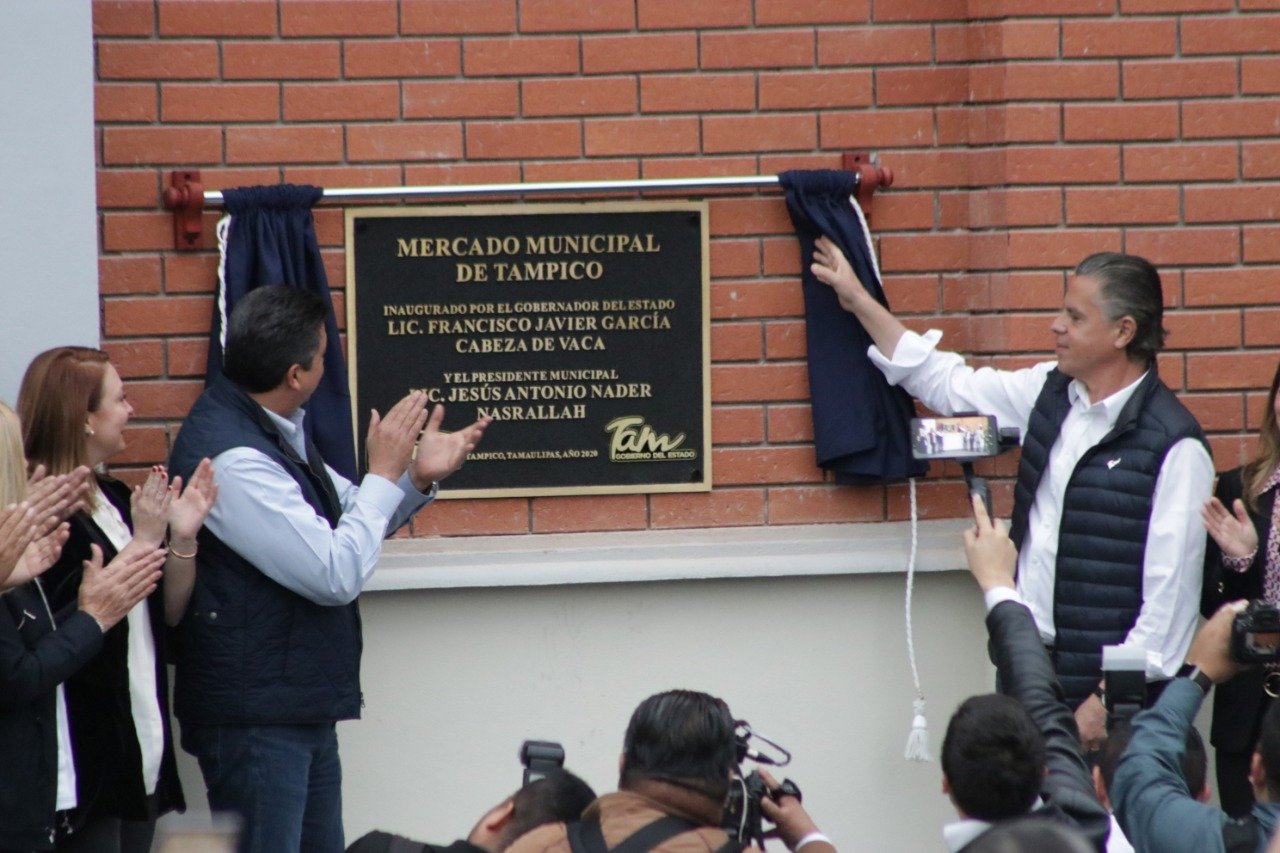 MERCADO MUNICIPAL
DE TAMPICO
INAUGURADO POR EL GOBERNADOR DEL ESTADO
LIC. FRANCISCO JAVIER GARCÍA
CABEZA DE VACA
Y EL PRESIDENTE MUNICIPAL
LIC. JESÚS ANTONIO NADER
NASRALLAH
TAMPICO, TAMAULIPAS, AÑO 2020
Tam
GOBIERNO DEL ESTADO